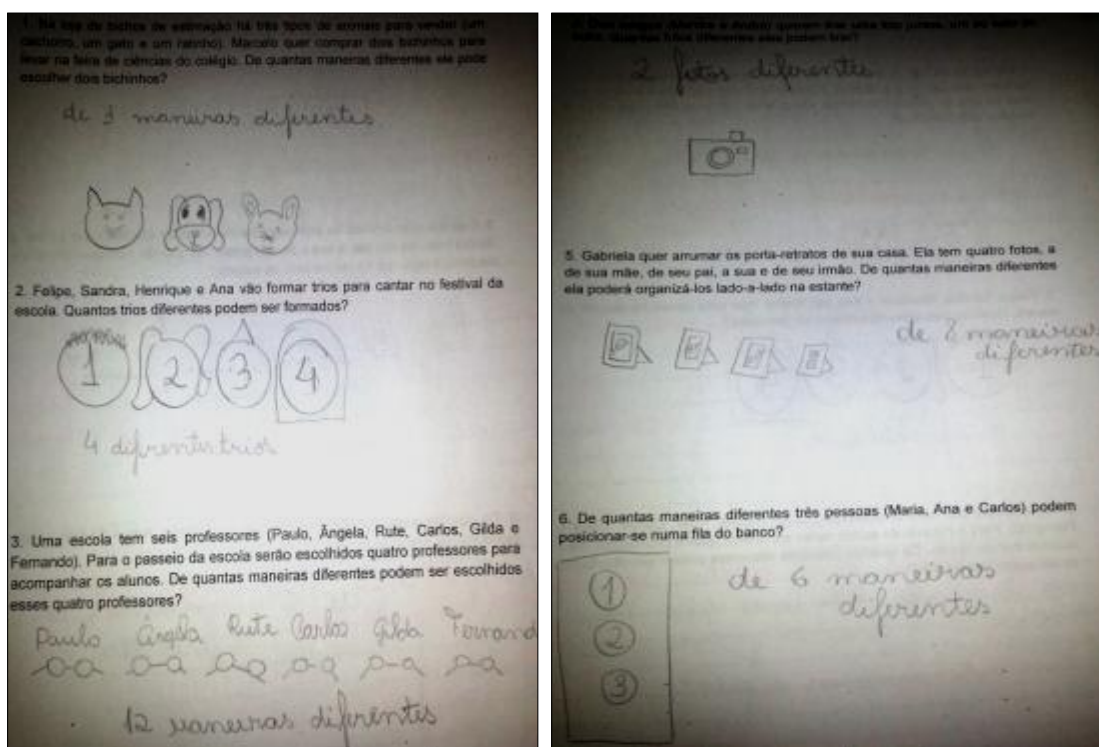 1. Na loja de bichos de estimação há três tipos de animais para vender (um
cachorro, um gato e um ratinho). Marcelo quer comprar dois bichinhos para
levar na feira de ciências do colégio. De quantas maneiras diferentes ele pode
escolher dois bichinhos?
de 3 maneiras diferentes
2. Felipe, Sandra, Henrique e Ana vão formar trios para cantar no festival da
escola. Quantos trios diferentes podem ser formados?
1 2 3 4
4 diferentes trios
3. Uma escola tem seis professores (Paulo, Ângela, Rute, Carlos, Gilda e
Fernando). Para o passeio da escola serão escolhidos quatro professores para
acompanhar os alunos. De quantas maneiras diferentes podem ser escolhidos
esses quatro professores?
Paulo Ângela Rute Carlos Gilda Fernand
12 maneiras diferentes
quantas fotos diferentes eles podem tirar?
2 fotos diferentes
5. Gabriela quer arrumar os porta-retratos de sua casa. Ela tem quatro fotos, a
de sua mãe, de seu pai, a sua e de seu irmão. De quantas maneiras diferentes
ela poderá organizá-los lado-a-lado na estante?
de maneiras
diferentes
6. De quantas maneiras diferentes três pessoas (Maria, Ana e Carlos) podem
posicionar-se numa fila do banco?
1
2
3
de 6 maneiras
diferentes